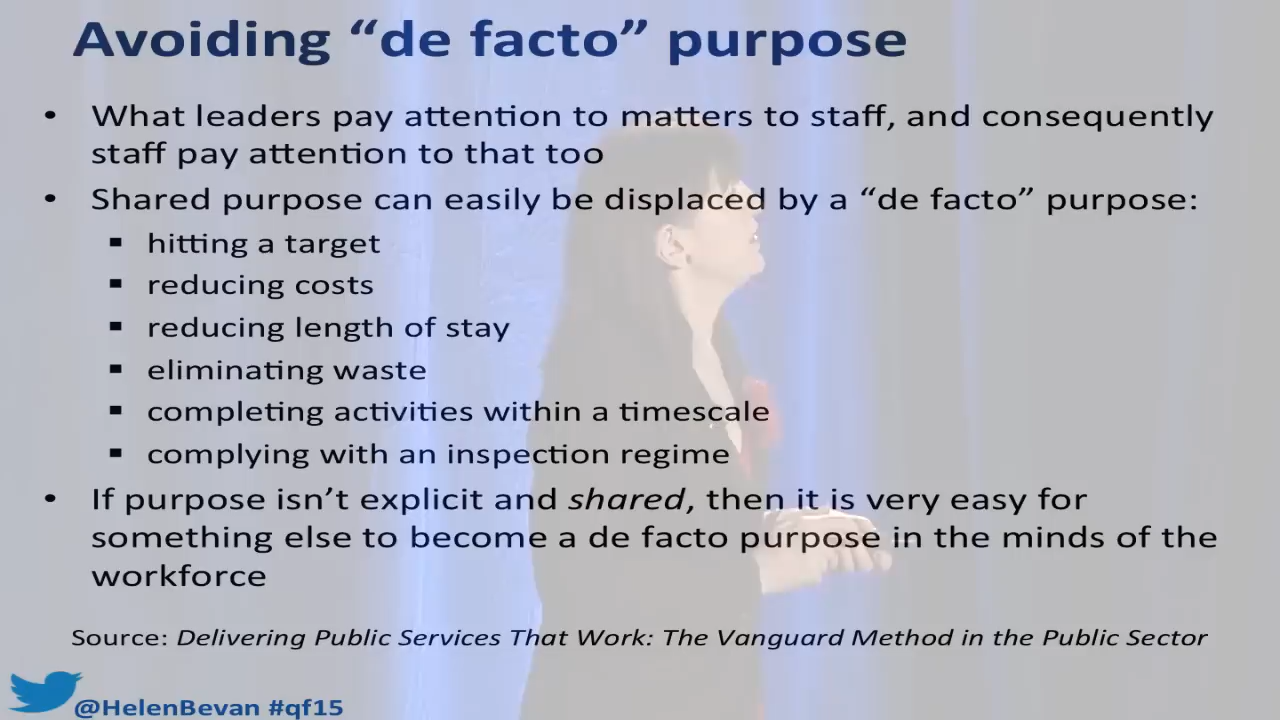 Avoiding “de facto” purpose
• What leaders pay attention to matters to staff, and consequently
staff pay attention to that too
• Shared purpose can easily be displaced by a “de facto” purpose:
▪ hitting a target
▪ reducing costs
▪ reducing length of stay
▪ eliminating waste
▪ completing activities within a timescale
▪ complying with an inspection regime
• If purpose isn’t explicit and shared, then it is very easy for
something else to become a de facto purpose in the minds of the
workforce
Source: Delivering Public Services That Work: The Vanguard Method in the Public Sector
@HelenBevan #qf15